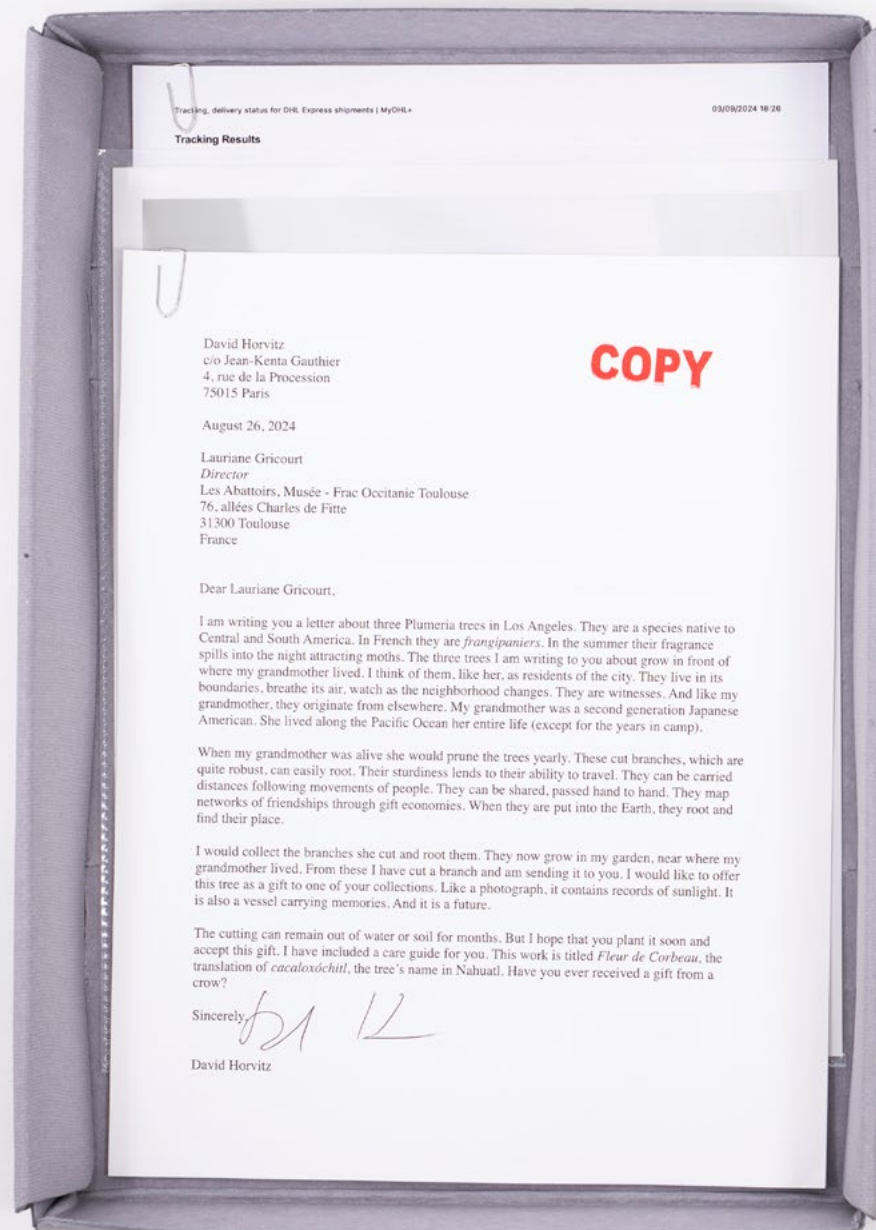 Tracking, delivery status for DHL Express shipments | MyDHL+
03/09/2024 18:26
Tracking Results
COPY
David Horvitz
c/o Jean-Kenta Gauthier
4, rue de la Procession
75015 Paris
August 26, 2024
Lauriane Gricourt
Director
Les Abattoirs, Musée - Frac Occitanie Toulouse
76, allées Charles de Fitte
31300 Toulouse
France
Dear Lauriane Gricourt,
I am writing you a letter about three Plumeria trees in Los Angeles. They are a species native to
Central and South America. In French they are frangipaniers. In the summer their fragrance
spills into the night attracting moths. The three trees I am writing to you about grow in front of
where my grandmother lived. I think of them, like her, as residents of the city. They live in its
boundaries, breathe its air, watch as the neighborhood changes. They are witnesses. And like my
grandmother, they originate from elsewhere. My grandmother was a second generation Japanese
American. She lived along the Pacific Ocean her entire life (except for the years in camp).
When my grandmother was alive she would prune the trees yearly. These cut branches, which are
quite robust, can easily root. Their sturdiness lends to their ability to travel. They can be carried
distances following movements of people. They can be shared, passed hand to hand. They map
networks of friendships through gift economies. When they are put into the Earth, they root and
find their place.
I would collect the branches she cut and root them. They now grow in my garden, near where my
grandmother lived. From these I have cut a branch and am sending it to you. I would like to offer
this tree as a gift to one of your collections. Like a photograph, it contains records of sunlight. It
is also a vessel carrying memories. And it is a future.
The cutting can remain out of water or soil for months. But I hope that you plant it soon and
accept this gift. I have included a care guide for you. This work is titled Fleur de Corbeau, the
translation of cacaloxóchitl, the tree's name in Nahuatl. Have you ever received a gift from a
crow?
Sincerely,
David Horvitz